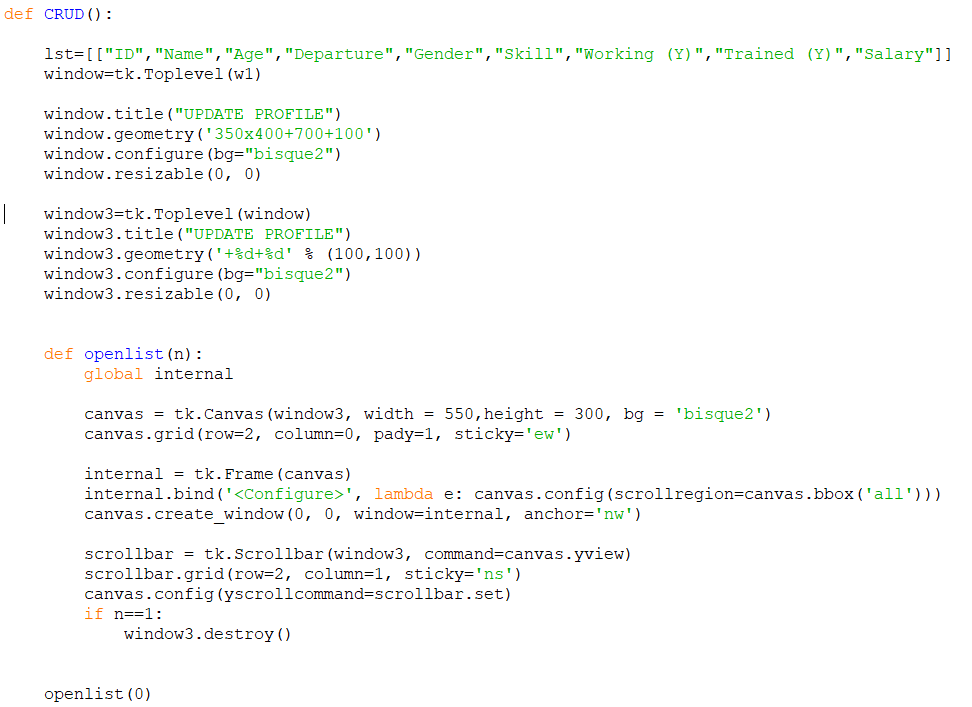 def CRUD():
    lst=[["ID","Name","Age","Departure","Gender","Skill","Working (Y)","Trained (Y)","Salary"]]
    window=tk.Toplevel(w1)
    window.title("UPDATE PROFILE")
    window.geometry('350x400+700+100')
    window.configure(bg="bisque2")
    window.resizable(0, 0)
    window3=tk.Toplevel(window)
    window3.title("UPDATE PROFILE")
    window3.geometry('+%d+%d' % (100,100))
    window3.configure(bg="bisque2")
    window3.resizable(0, 0)
    def openlist(n):
        global internal
        canvas = tk.Canvas(window3, width = 550,height = 300, bg = 'bisque2')
        canvas.grid(row=2, column=0, pady=1, sticky='ew')
        internal = tk.Frame(canvas)
        internal.bind('<Configure>', lambda e: canvas.config(scrollregion=canvas.bbox('all')))
        canvas.create_window(0, 0, window=internal, anchor='nw')
        scrollbar = tk.Scrollbar(window3, command=canvas.yview)
        scrollbar.grid(row=2, column=1, sticky='ns')
        canvas.config(yscrollcommand=scrollbar.set)
        if n==1:
            window3.destroy()
    openlist(0)